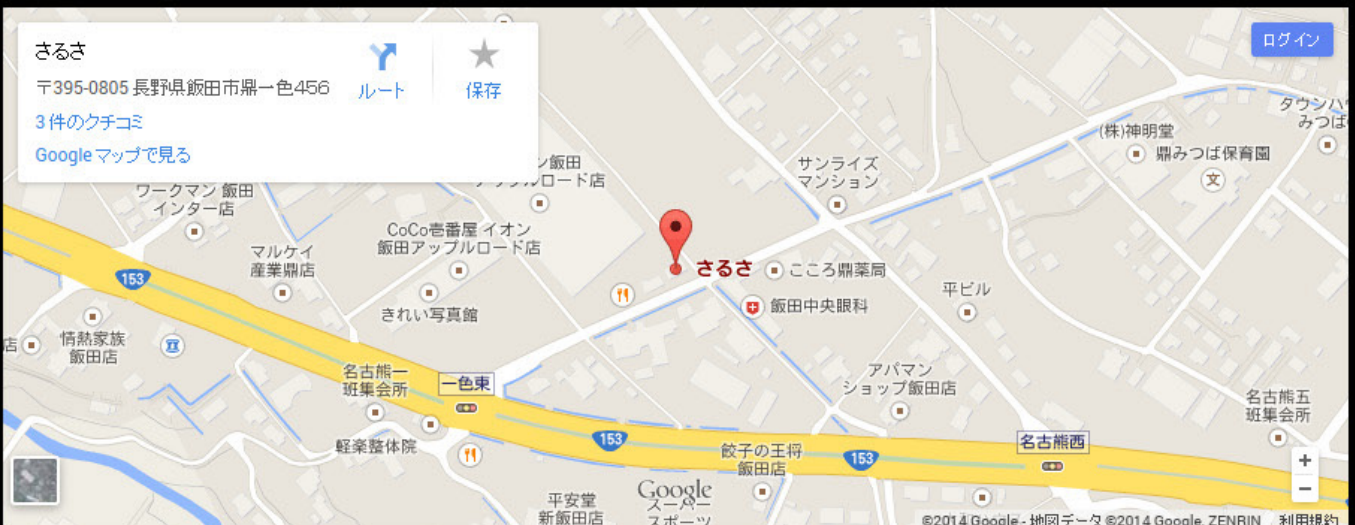 さるさ
〒395-0805 長野県飯田市鼎一色456
ルート
保存
3 件のクチコミ
Google マップで見る
ログイン
タウンハ
みつば
(株)神明堂
鼎みつば保育園
サンライズ
マンション
ン飯田
アップルロード店
ワークマン 飯田
インター店
CoCo壱番屋 イオン
飯田アップルロード店
マルケイ
産業鼎店
153
さるさ
こころ鼎薬局
飯田中央眼科
平ビル
きれい写真館
店
情熱家族
飯田店
名古熊一
班集会所
一色東
アパマン
ショップ飯田店
名古熊五
班集会所
軽楽整体院
153
餃子の王将
飯田店
153
名古熊西
平安堂
新飯田店
Google
スーパー
スポーツ
文
+
−
©2014 Google - 地図データ ©2014 Google, ZENRIN
利用規約